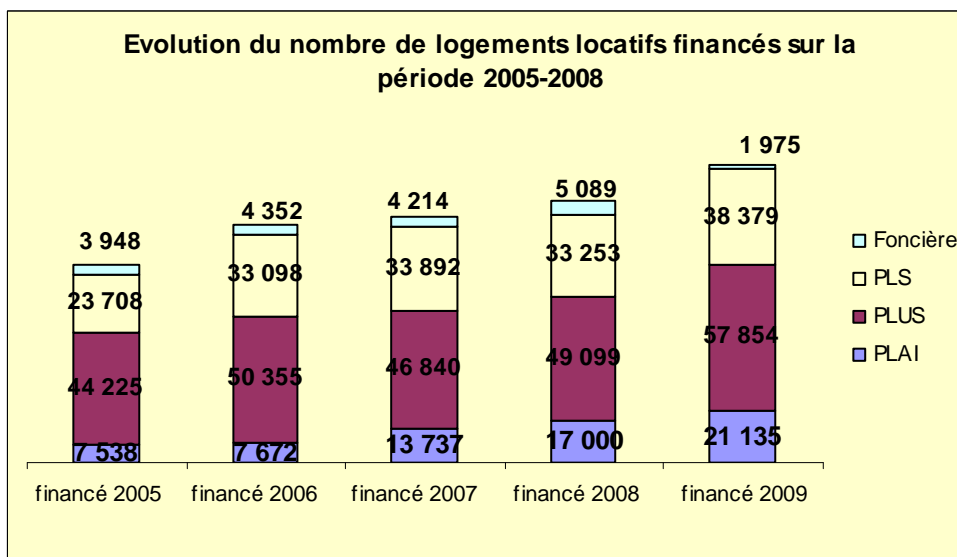 Evolution du nombre de logements locatifs financés sur la
période 2005-2008
1 975
5 089
4 352
4 214
3 948
38 379
33 098
33 892
33 253
23 708
57 854
50 355
46 840
49 099
44 225
21 135
17 000
13 737
7 672
7 538
Foncière
PLS
PLUS
PLAI
financé 2005 financé 2006 financé 2007 financé 2008 financé 2009